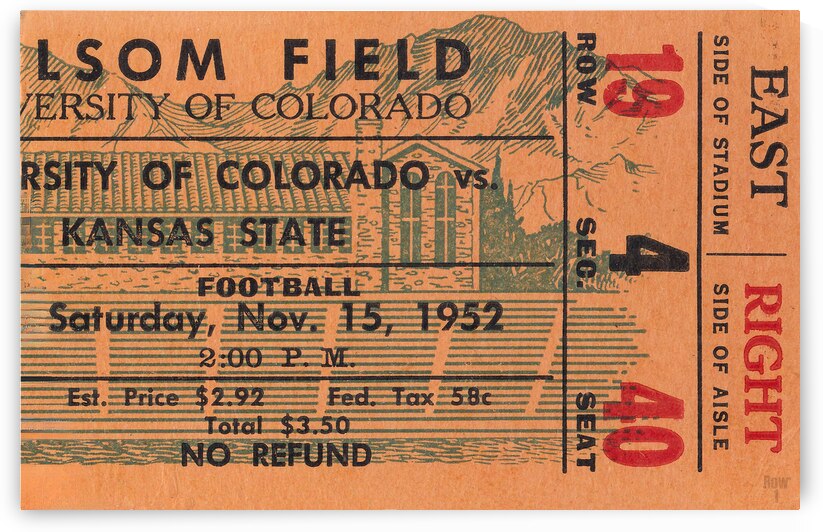 LSOM FIELD
VERSITY OF COLORADO
RSITY OF COLORADO vs.
KANSAS STATE
FOOTBALL
Saturday, Nov. 15, 1952
2:00 P. M.
Est. Price $2.92 Fed. Tax 58c
Total $3.50
NO REFUND
ROW 19
SEC. 4
SEAT 40
EAST
SIDE OF STADIUM
RIGHT
SIDE OF AISLE
Row 1